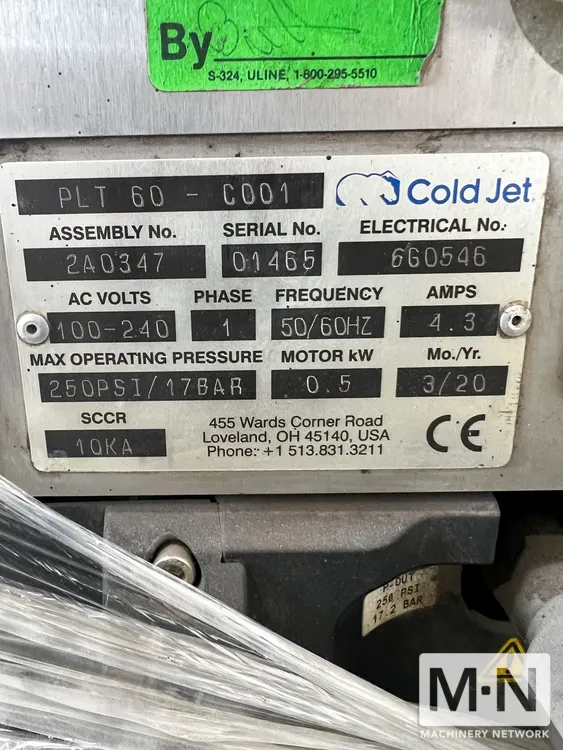 By
S-324, ULINE, 1-800-295-5510
PLT 60 - C001
Cold Jet
ASSEMBLY No. SERIAL No. ELECTRICAL No.
2A0347 01465 6G0546
AC VOLTS PHASE FREQUENCY AMPS
100-240 1 50/60HZ 4.3
MAX OPERATING PRESSURE MOTOR kW Mo./Yr.
250PSI/17BAR 0.5 3/20
SCCR
10KA
455 Wards Corner Road
Loveland, OH 45140, USA
Phone: +1 513.831.3211
CE
P-OUT
250 PSI
17.2 BAR
M·N
MACHINERY NETWORK